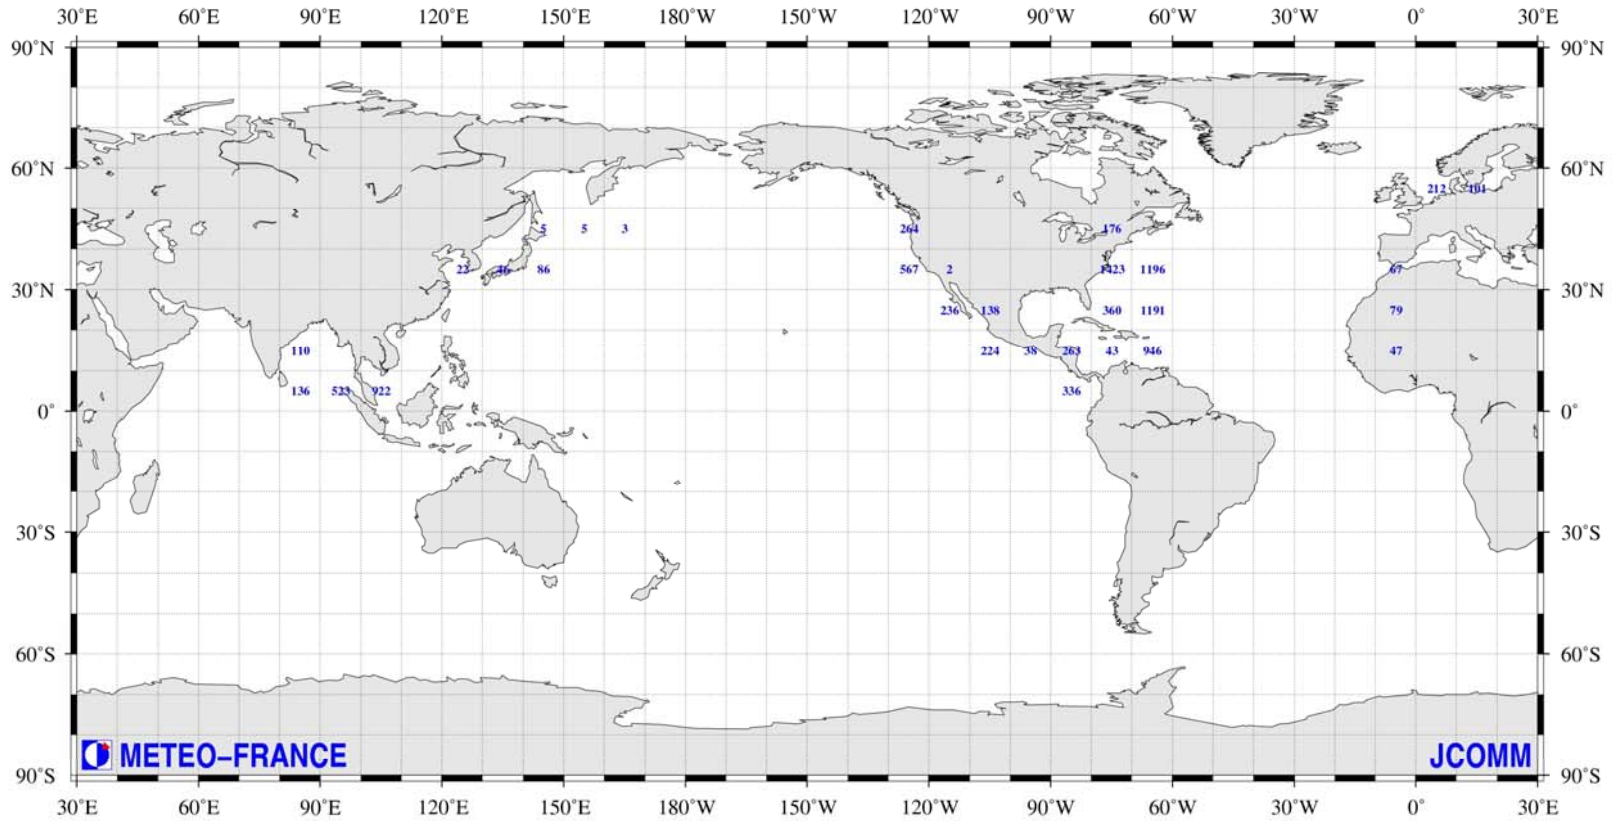 30˚E 60˚E 90˚E 120˚E 150˚E 180˚W 150˚W 120˚W 90˚W 60˚W 30˚W 0˚ 30˚E
90˚N 90˚N
60˚N 60˚N
212 101
5 5 3 264 176
22 46 86 567 2 1423 1196 67
30˚N 30˚N
236 138 360 1191 79
110 224 38 263 43 946 47
136 523 922 336
0˚ 0˚
30˚S 30˚S
60˚S 60˚S
METEO–FRANCE JCOMM
90˚S 90˚S
30˚E 60˚E 90˚E 120˚E 150˚E 180˚W 150˚W 120˚W 90˚W 60˚W 30˚W 0˚ 30˚E